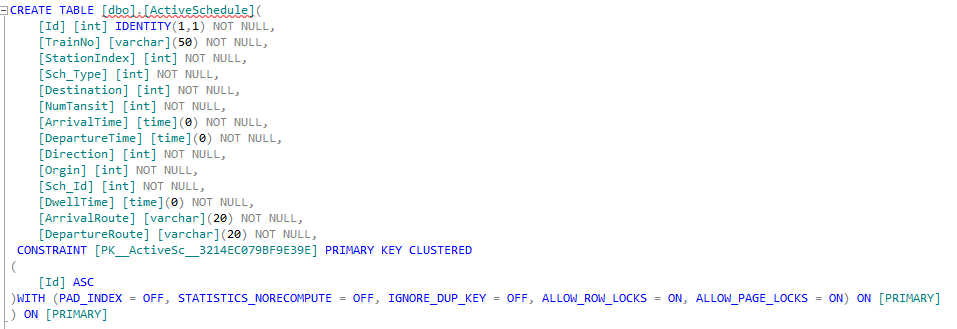 CREATE TABLE [dbo].[ActiveSchedule](
[Id] [int] IDENTITY(1,1) NOT NULL,
[TrainNo] [varchar](50) NOT NULL,
[StationIndex] [int] NOT NULL,
[Sch_Type] [int] NOT NULL,
[Destination] [int] NOT NULL,
[NumTansit] [int] NOT NULL,
[ArrivalTime] [time](0) NOT NULL,
[DepartureTime] [time](0) NOT NULL,
[Direction] [int] NOT NULL,
[Orgin] [int] NOT NULL,
[Sch_Id] [int] NOT NULL,
[DwellTime] [time](0) NOT NULL,
[ArrivalRoute] [varchar](20) NOT NULL,
[DepartureRoute] [varchar](20) NOT NULL,
CONSTRAINT [PK__ActiveSc__3214EC079BF9E39E] PRIMARY KEY CLUSTERED
(
[Id] ASC
)WITH (PAD_INDEX = OFF, STATISTICS_NORECOMPUTE = OFF, IGNORE_DUP_KEY = OFF, ALLOW_ROW_LOCKS = ON, ALLOW_PAGE_LOCKS = ON) ON [PRIMARY]
) ON [PRIMARY]